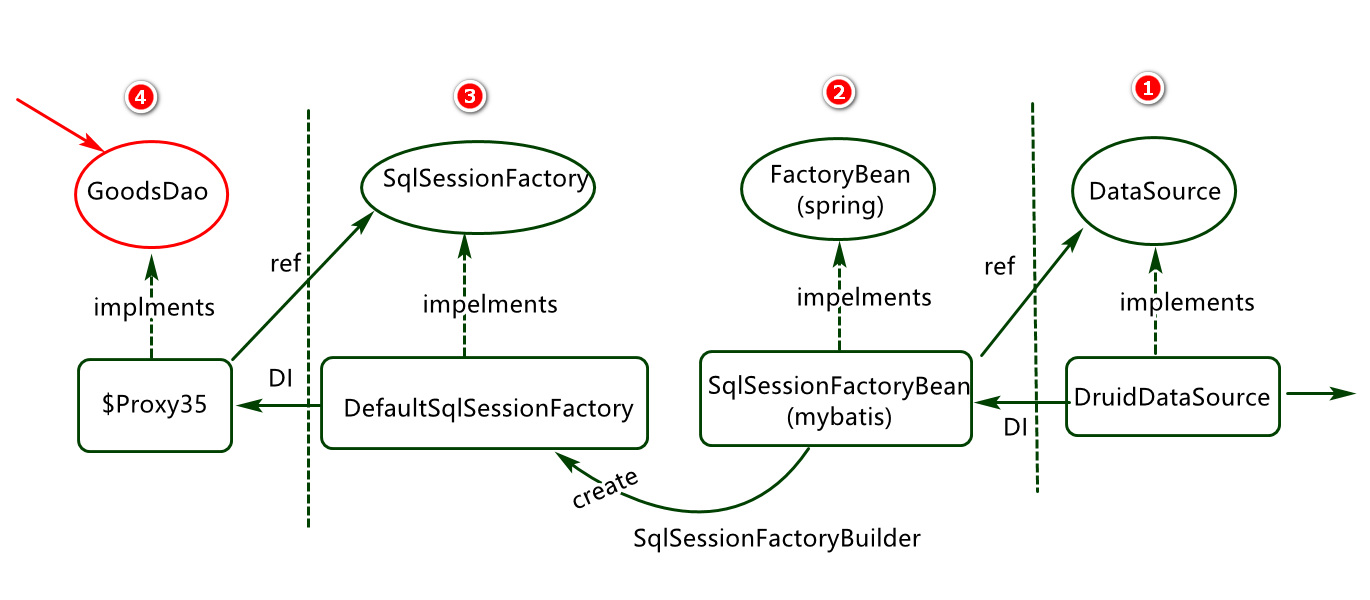 4
3
2
1
GoodsDao
SqlSessionFactory
FactoryBean
(spring)
DataSource
ref
ref
implments
impelments
impelments
implements
DI
$Proxy35
DefaultSqlSessionFactory
SqlSessionFactoryBean
(mybatis)
DruidDataSource
DI
create
SqlSessionFactoryBuilder